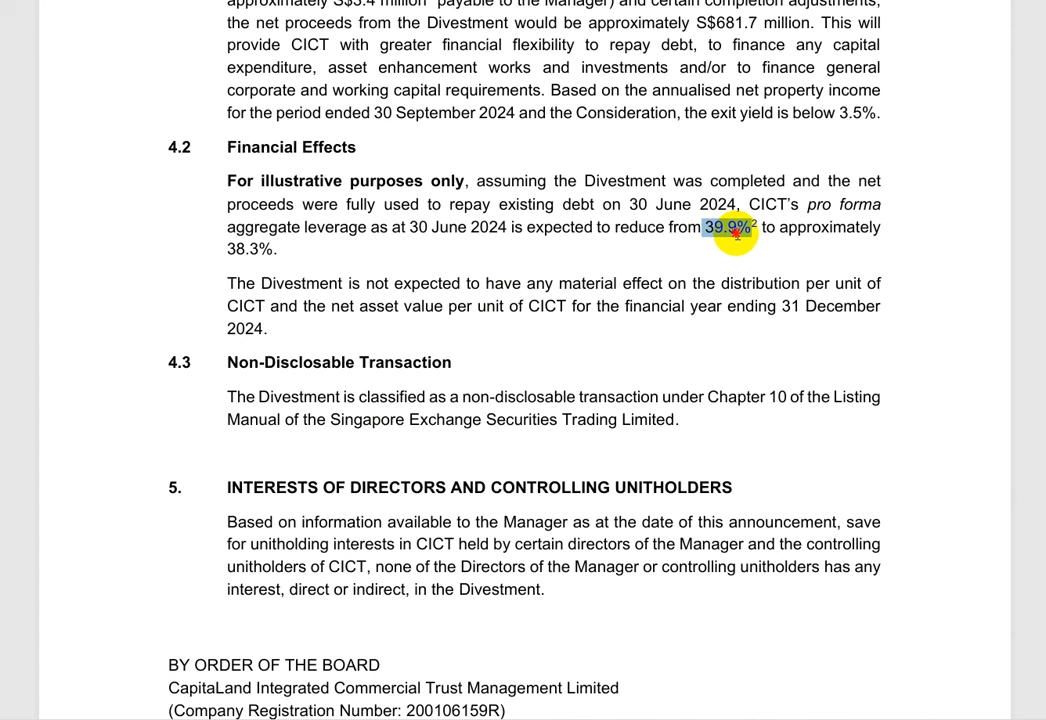 approximately S$3.4 million payable to the Manager) and certain completion adjustments,
the net proceeds from the Divestment would be approximately S$681.7 million. This will
provide CICT with greater financial flexibility to repay debt, to finance any capital
expenditure, asset enhancement works and investments and/or to finance general
corporate and working capital requirements. Based on the annualised net property income
for the period ended 30 September 2024 and the Consideration, the exit yield is below 3.5%.
4.2 Financial Effects
For illustrative purposes only, assuming the Divestment was completed and the net
proceeds were fully used to repay existing debt on 30 June 2024, CICT's pro forma
aggregate leverage as at 30 June 2024 is expected to reduce from 39.9%² to approximately
38.3%.
The Divestment is not expected to have any material effect on the distribution per unit of
CICT and the net asset value per unit of CICT for the financial year ending 31 December
2024.
4.3 Non-Disclosable Transaction
The Divestment is classified as a non-disclosable transaction under Chapter 10 of the Listing
Manual of the Singapore Exchange Securities Trading Limited.
5. INTERESTS OF DIRECTORS AND CONTROLLING UNITHOLDERS
Based on information available to the Manager as at the date of this announcement, save
for unitholding interests in CICT held by certain directors of the Manager and the controlling
unitholders of CICT, none of the Directors of the Manager or controlling unitholders has any
interest, direct or indirect, in the Divestment.
BY ORDER OF THE BOARD
CapitaLand Integrated Commercial Trust Management Limited
(Company Registration Number: 200106159R)